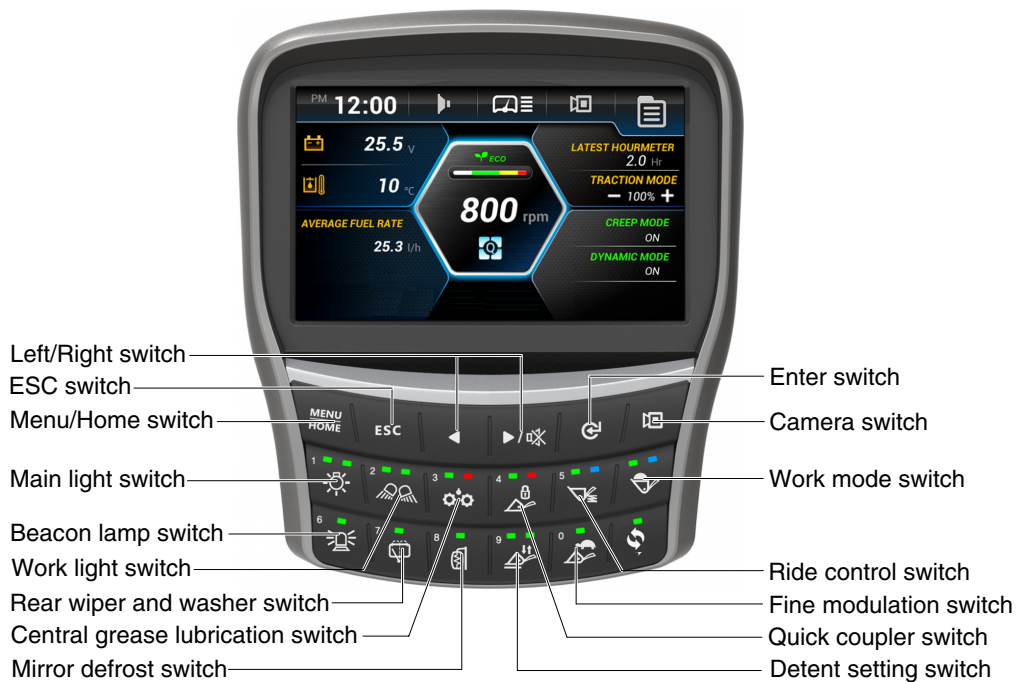 PM 12:00
25.5 V
10 °C
AVERAGE FUEL RATE
25.3 l/h
ECO
800 rpm
Q
LATEST HOURMETER
2.0 Hr
TRACTION MODE
− 100% +
CREEP MODE
ON
DYNAMIC MODE
ON
Left/Right switch
ESC switch
Menu/Home switch
Main light switch
Beacon lamp switch
Work light switch
Rear wiper and washer switch
Central grease lubrication switch
Mirror defrost switch
MENU
HOME
ESC
◀
▶/
1
2
3
4
5
6
7
8
9
0
Enter switch
Camera switch
Work mode switch
Ride control switch
Fine modulation switch
Quick coupler switch
Detent setting switch